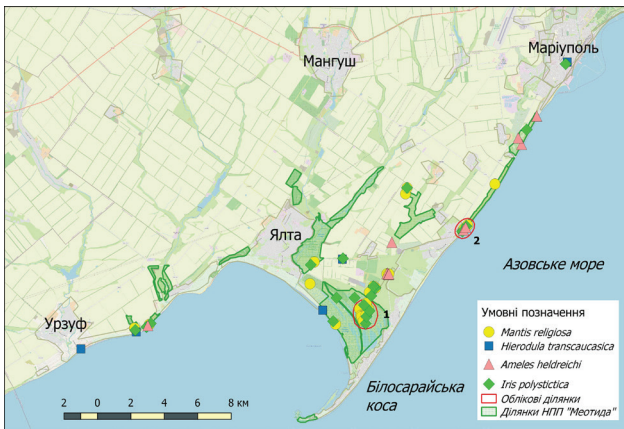 Маріуполь
Мангуш
Ялта
2
Азовське море
Урзуф
1
Умовні позначення
Mantis religiosa
Hierodula transcaucasica
Ameles heldreichi
Iris polystictica
Облікові ділянки
Ділянки НПП "Меотида"
Білосарайська
коса
2 0 2 4 6 8 км